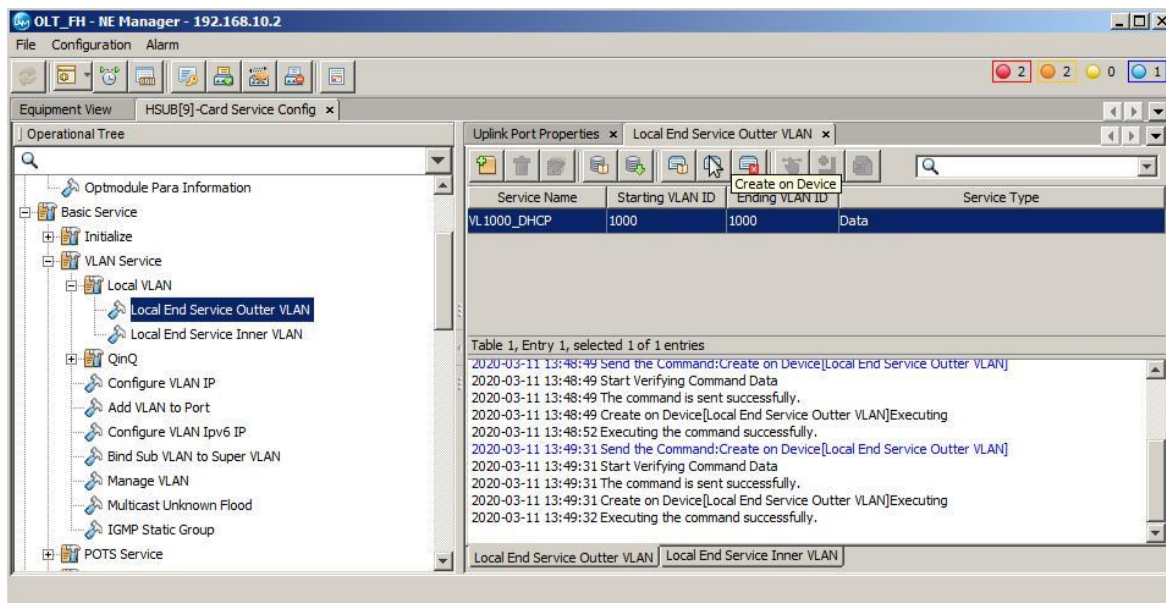 OLT_FH - NE Manager - 192.168.10.2
File Configuration Alarm
2 2 0 1
Equipment View HSUB[9]-Card Service Config
Operational Tree
Optmodule Para Information
Basic Service
Initialize
VLAN Service
Local VLAN
Local End Service Outter VLAN
Local End Service Inner VLAN
QinQ
Configure VLAN IP
Add VLAN to Port
Configure VLAN Ipv6 IP
Bind Sub VLAN to Super VLAN
Manage VLAN
Multicast Unknown Flood
IGMP Static Group
POTS Service
Uplink Port Properties Local End Service Outter VLAN
Create on Device
Service Name Starting VLAN ID Ending VLAN ID Service Type
VL1000_DHCP 1000 1000 Data
Table 1, Entry 1, selected 1 of 1 entries
2020-03-11 13:48:49 Send the Command:Create on Device[Local End Service Outter VLAN]
2020-03-11 13:48:49 Start Verifying Command Data
2020-03-11 13:48:49 The command is sent successfully.
2020-03-11 13:48:49 Create on Device[Local End Service Outter VLAN]Executing
2020-03-11 13:48:52 Executing the command successfully.
2020-03-11 13:49:31 Send the Command:Create on Device[Local End Service Outter VLAN]
2020-03-11 13:49:31 Start Verifying Command Data
2020-03-11 13:49:31 The command is sent successfully.
2020-03-11 13:49:31 Create on Device[Local End Service Outter VLAN]Executing
2020-03-11 13:49:32 Executing the command successfully.
Local End Service Outter VLAN Local End Service Inner VLAN